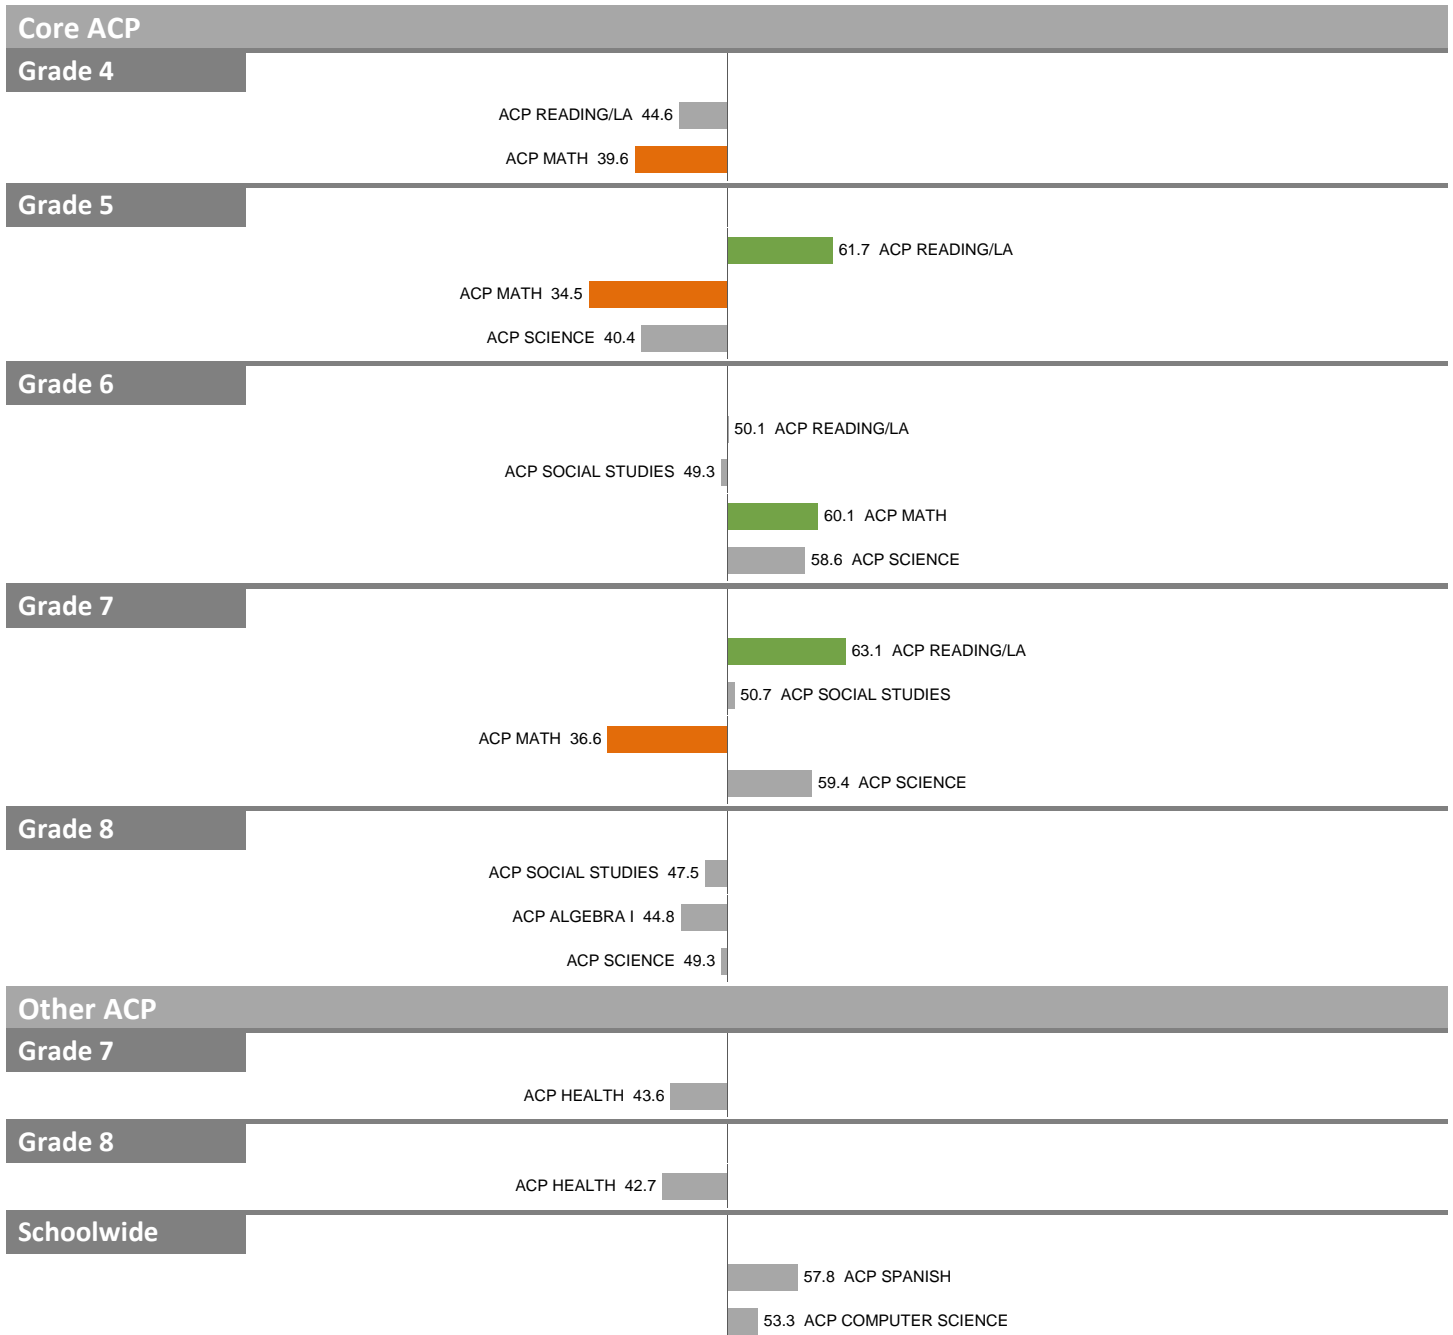 Core ACP
Grade 4
ACP READING/LA 44.6
ACP MATH 39.6
Grade 5
61.7 ACP READING/LA
ACP MATH 34.5
ACP SCIENCE 40.4
Grade 6
50.1 ACP READING/LA
ACP SOCIAL STUDIES 49.3
60.1 ACP MATH
58.6 ACP SCIENCE
Grade 7
63.1 ACP READING/LA
50.7 ACP SOCIAL STUDIES
ACP MATH 36.6
59.4 ACP SCIENCE
Grade 8
ACP SOCIAL STUDIES 47.5
ACP ALGEBRA I 44.8
ACP SCIENCE 49.3
Other ACP
Grade 7
ACP HEALTH 43.6
Grade 8
ACP HEALTH 42.7
Schoolwide
57.8 ACP SPANISH
53.3 ACP COMPUTER SCIENCE